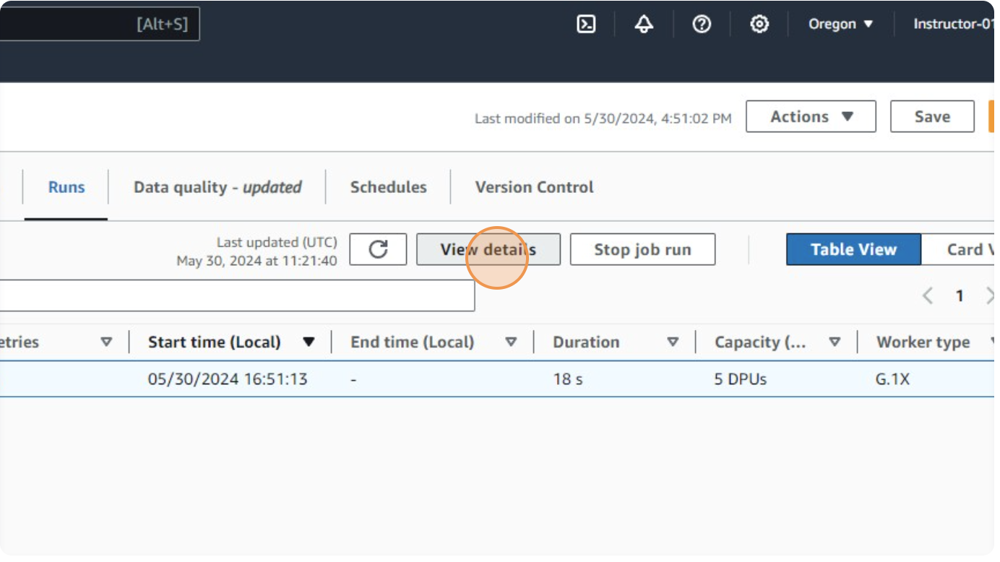 [Alt+S]
Oregon ▼
Instructor-01
Last modified on 5/30/2024, 4:51:02 PM
Actions ▼
Save
Runs
Data quality - updated
Schedules
Version Control
Last updated (UTC)
May 30, 2024 at 11:21:40
View details
Stop job run
Table View
Card V
1
etries
Start time (Local)
End time (Local)
Duration
Capacity (...
Worker type
05/30/2024 16:51:13
-
18 s
5 DPUs
G.1X